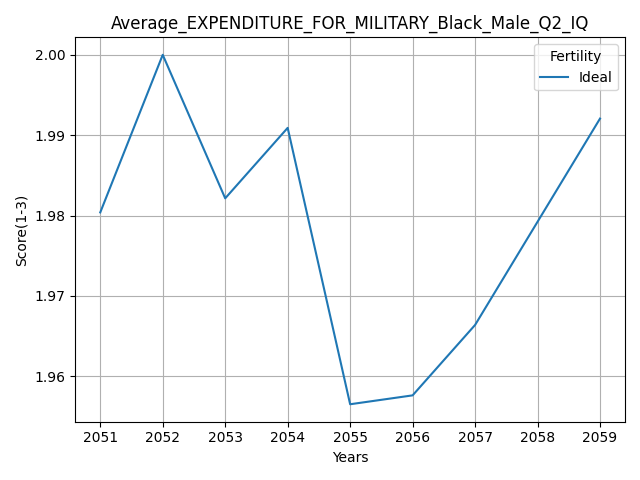 Average_EXPENDITURE_FOR_MILITARY_Black_Male_Q2_IQ
Fertility
Ideal
2.00
1.99
1.98
1.97
1.96
Score(1-3)
2051 2052 2053 2054 2055 2056 2057 2058 2059
Years